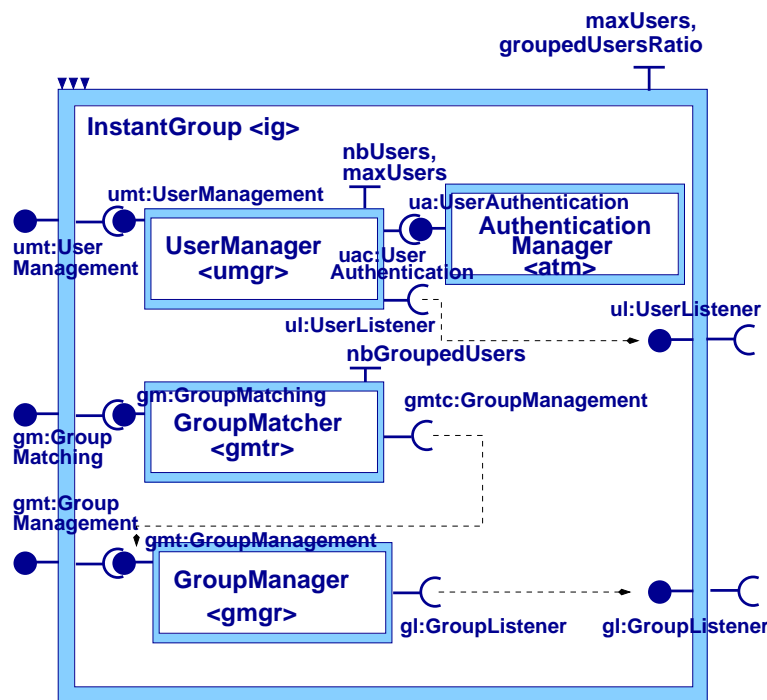 maxUsers,
groupedUsersRatio
InstantGroup <ig>
nbUsers,
maxUsers
umt:UserManagement
ua:UserAuthentication
umt:User
Management
UserManager
<umgr>
uac:User
Authentication
Authentication
Manager
<atm>
ul:UserListener
ul:UserListener
nbGroupedUsers
gm:GroupMatching
gmtc:GroupManagement
gm:Group
Matching
GroupMatcher
<gmtr>
gmt:Group
Management
gmt:GroupManagement
GroupManager
<gmgr>
gl:GroupListener
gl:GroupListener